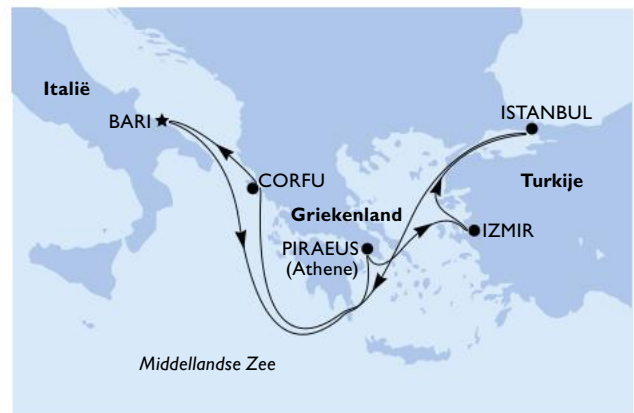 Italië
BARI
ISTANBUL
CORFU
Turkije
Griekenland
IZMIR
PIRAEUS
(Athene)
Middellandse Zee